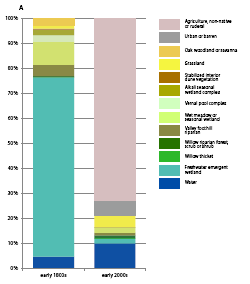 A
100%
90%
80%
70%
60%
50%
40%
30%
20%
10%
0%
early 1800s
early 2000s
Agriculture, non-native
or ruderal
Urban or barren
Oak woodland or savanna
Grassland
Stabilized interior
dune vegetation
Alkali seasonal
wetland complex
Vernal pool complex
Wet meadow or
seasonal wetland
Valley foothill
riparian
Willow riparian forest,
scrub or shrub
Willow thicket
Freshwater emergent
wetland
Water